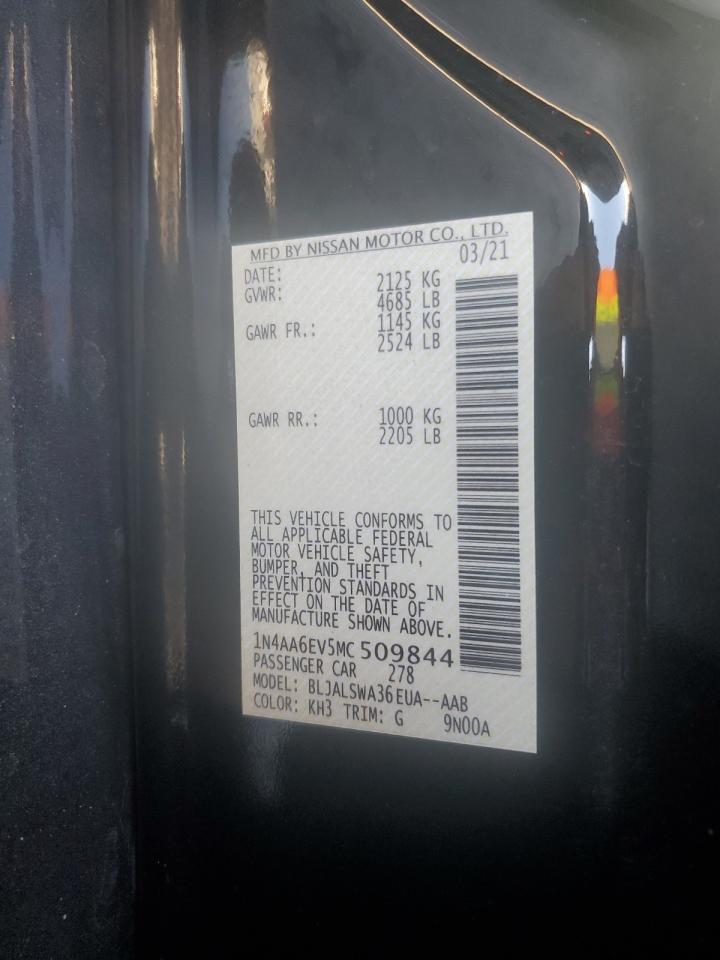 MFD BY NISSAN MOTOR CO., LTD.
DATE: 03/21
GVWR: 2125 KG
4685 LB
GAWR FR.: 1145 KG
2524 LB
GAWR RR.: 1000 KG
2205 LB
THIS VEHICLE CONFORMS TO
ALL APPLICABLE FEDERAL
MOTOR VEHICLE SAFETY,
BUMPER, AND THEFT
PREVENTION STANDARDS IN
EFFECT ON THE DATE OF
MANUFACTURE SHOWN ABOVE.
1N4AA6EV5MC 509844
PASSENGER CAR 278
MODEL: BLJALSWA36EUA--AAB
COLOR: KH3 TRIM: G 9N00A